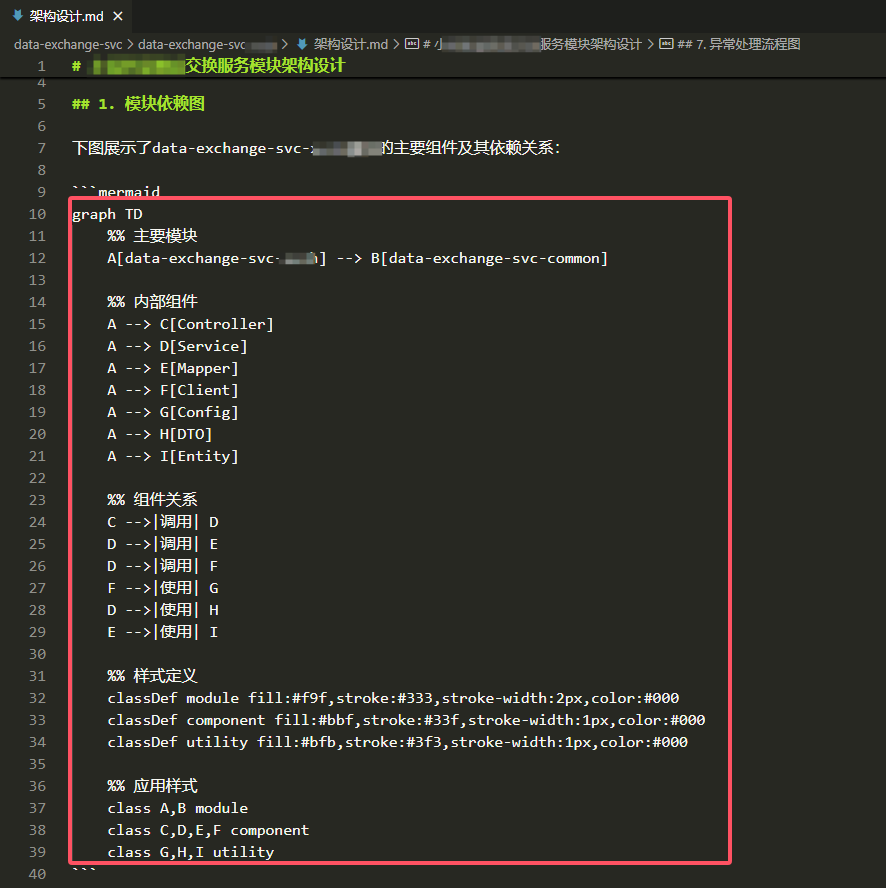 架构设计.md ×
data-exchange-svc > data-exchange-svc > 架构设计.md > # 小 服务模块架构设计 > ## 7. 异常处理流程图
1 # 交换服务模块架构设计
4
5 ## 1. 模块依赖图
6
7 下图展示了data-exchange-svc- 的主要组件及其依赖关系：
8
9 ```mermaid
10 graph TD
11 %% 主要模块
12 A[data-exchange-svc- ] --> B[data-exchange-svc-common]
13
14 %% 内部组件
15 A --> C[Controller]
16 A --> D[Service]
17 A --> E[Mapper]
18 A --> F[Client]
19 A --> G[Config]
20 A --> H[DTO]
21 A --> I[Entity]
22
23 %% 组件关系
24 C -->|调用| D
25 D -->|调用| E
26 D -->|调用| F
27 F -->|使用| G
28 D -->|使用| H
29 E -->|使用| I
30
31 %% 样式定义
32 classDef module fill:#f9f,stroke:#333,stroke-width:2px,color:#000
33 classDef component fill:#bbf,stroke:#33f,stroke-width:1px,color:#000
34 classDef utility fill:#bfb,stroke:#3f3,stroke-width:1px,color:#000
35
36 %% 应用样式
37 class A,B module
38 class C,D,E,F component
39 class G,H,I utility
40 ```